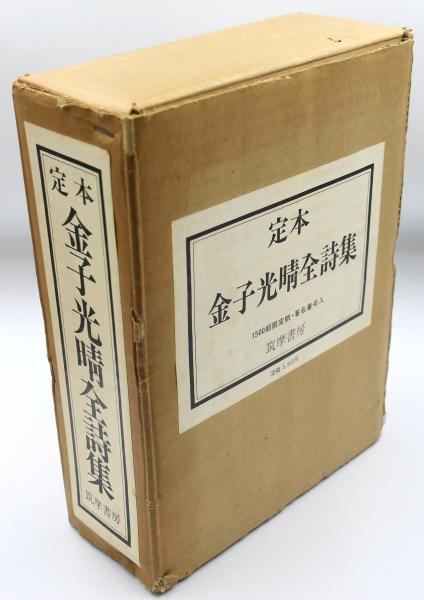 定本
金子光晴全詩集
筑摩書房
定本
金子光晴全詩集
1500部限定版・署名番号入
筑摩書房